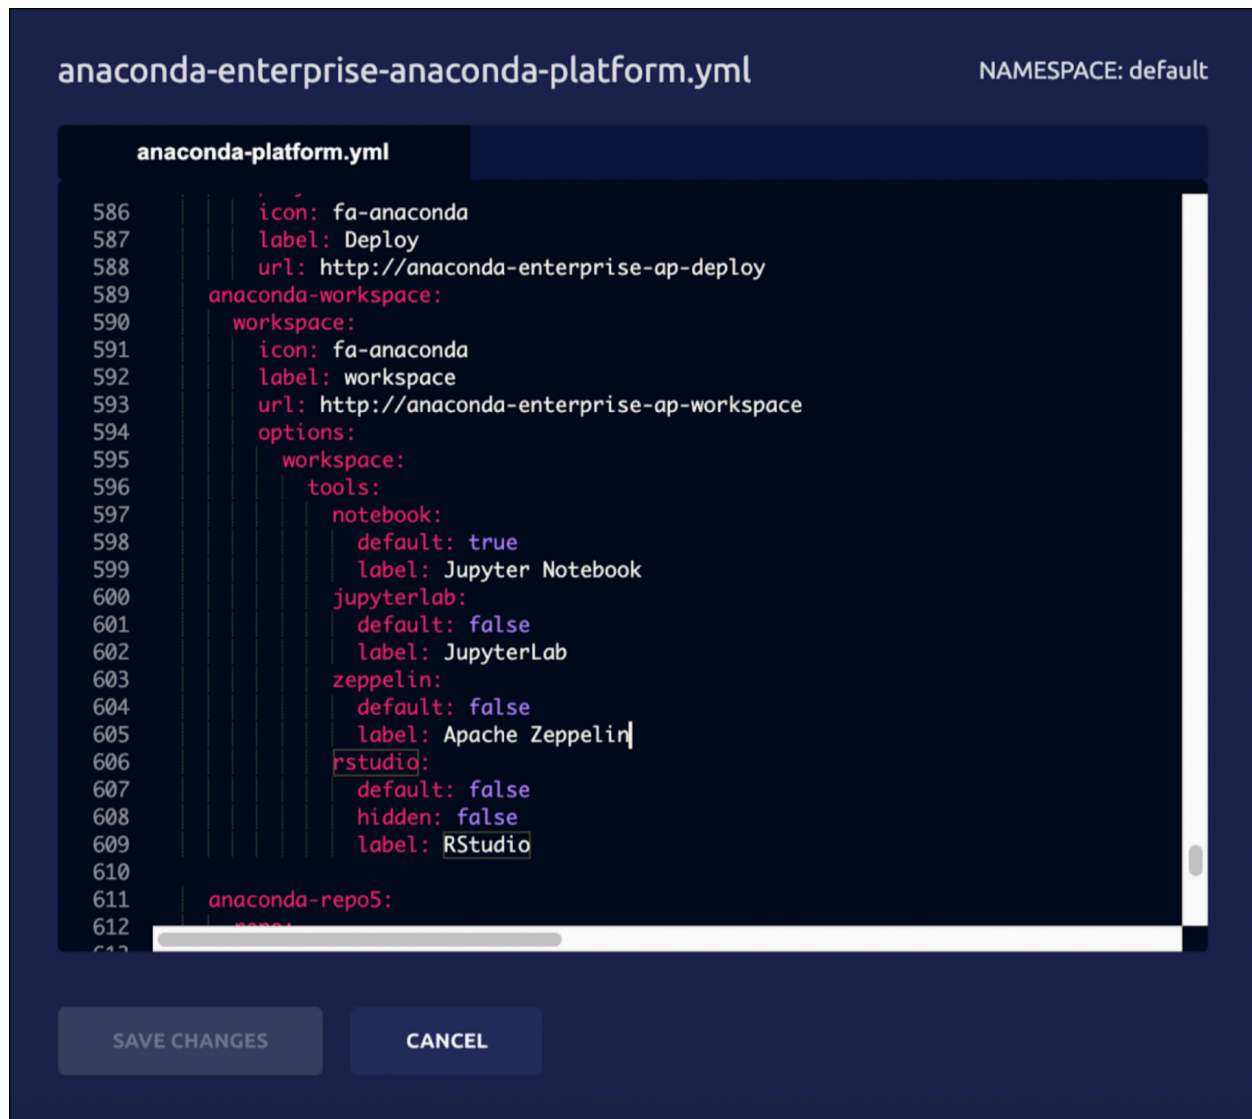 anaconda-enterprise-anaconda-platform.yml
NAMESPACE: default
anaconda-platform.yml
586 icon: fa-anaconda
587 label: Deploy
588 url: http://anaconda-enterprise-ap-deploy
589 anaconda-workspace:
590 workspace:
591 icon: fa-anaconda
592 label: workspace
593 url: http://anaconda-enterprise-ap-workspace
594 options:
595 workspace:
596 tools:
597 notebook:
598 default: true
599 label: Jupyter Notebook
600 jupyterlab:
601 default: false
602 label: JupyterLab
603 zeppelin:
604 default: false
605 label: Apache Zeppelin
606 rstudio:
607 default: false
608 hidden: false
609 label: RStudio
610
611 anaconda-repo5:
612
SAVE CHANGES
CANCEL